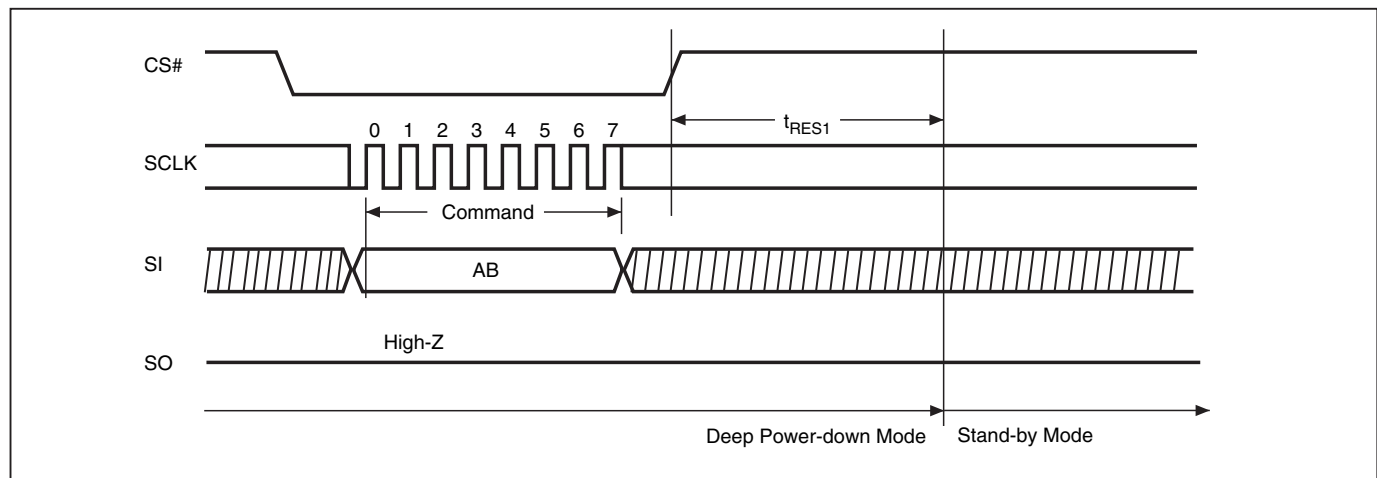 CS#
t_RES1
0 1 2 3 4 5 6 7
SCLK
Command
SI
AB
High-Z
SO
Deep Power-down Mode Stand-by Mode